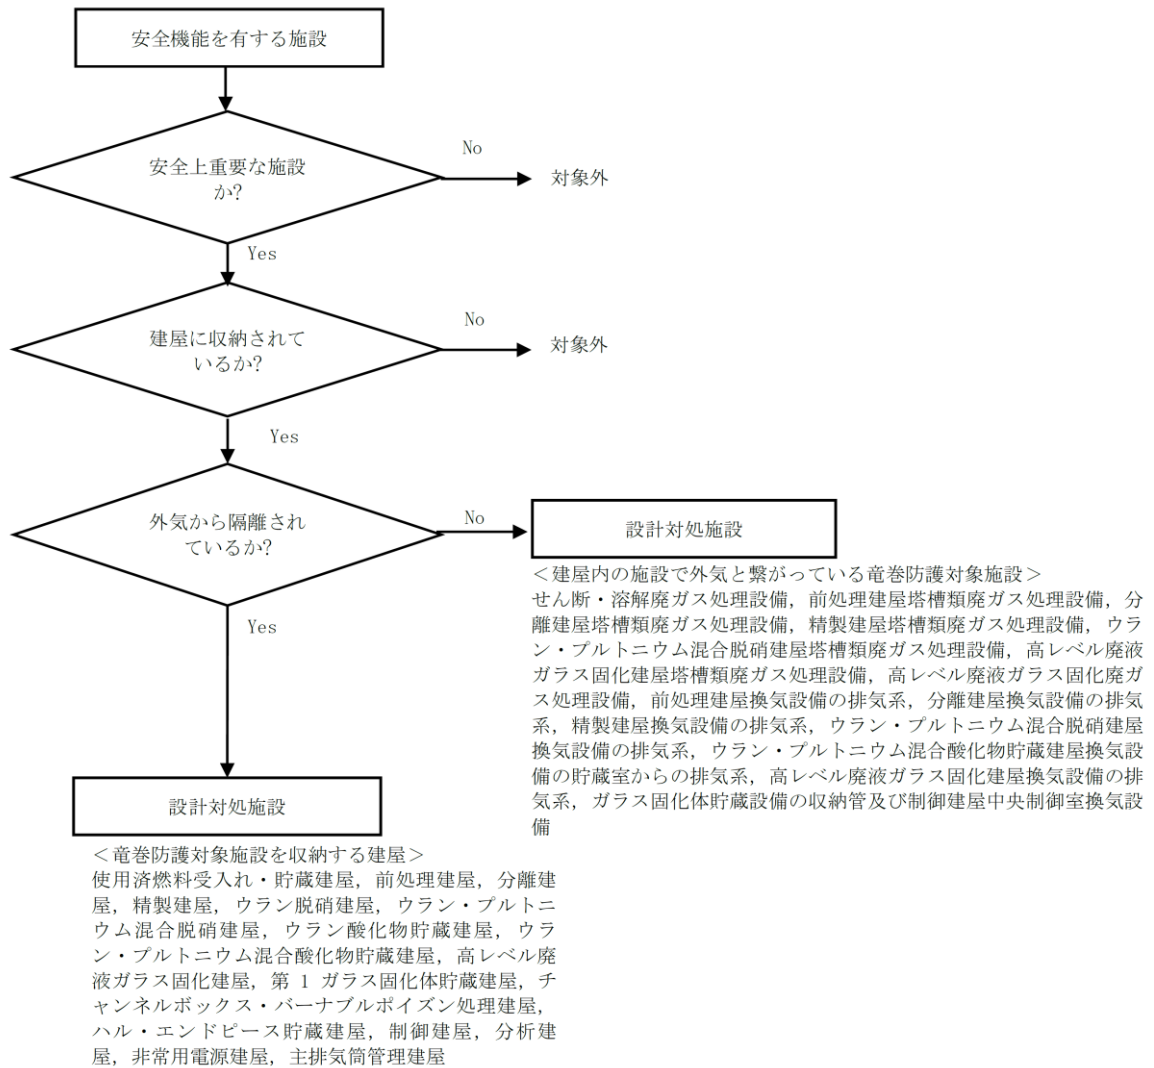 安全機能を有する施設
安全上重要な施設
か?
No
対象外
Yes
建屋に収納されて
いるか?
No
対象外
Yes
外気から隔離され
ているか?
No
設計対処施設
＜建屋内の施設で外気と繋がっている竜巻防護対象施設＞
せん断・溶解廃ガス処理設備，前処理建屋塔槽類廃ガス処理設備，分
離建屋塔槽類廃ガス処理設備，精製建屋塔槽類廃ガス処理設備，ウラ
ン・プルトニウム混合脱硝建屋塔槽類廃ガス処理設備，高レベル廃液
ガラス固化建屋塔槽類廃ガス処理設備，高レベル廃液ガラス固化廃ガ
ス処理設備，前処理建屋換気設備の排気系，分離建屋換気設備の排気
系，精製建屋換気設備の排気系，ウラン・プルトニウム混合脱硝建屋
換気設備の排気系，ウラン・プルトニウム混合酸化物貯蔵建屋換気設
備の貯蔵室からの排気系，高レベル廃液ガラス固化建屋換気設備の排
気系，ガラス固化体貯蔵設備の収納管及び制御建屋中央制御室換気設
備
Yes
設計対処施設
＜竜巻防護対象施設を収納する建屋＞
使用済燃料受入れ・貯蔵建屋，前処理建屋，分離建
屋，精製建屋，ウラン脱硝建屋，ウラン・プルトニ
ウム混合脱硝建屋，ウラン酸化物貯蔵建屋，ウラ
ン・プルトニウム混合酸化物貯蔵建屋，高レベル廃
液ガラス固化建屋，第 1 ガラス固化体貯蔵建屋，チ
ャンネルボックス・バーナブルポイズン処理建屋，
ハル・エンドピース貯蔵建屋，制御建屋，分析建
屋，非常用電源建屋，主排気筒管理建屋